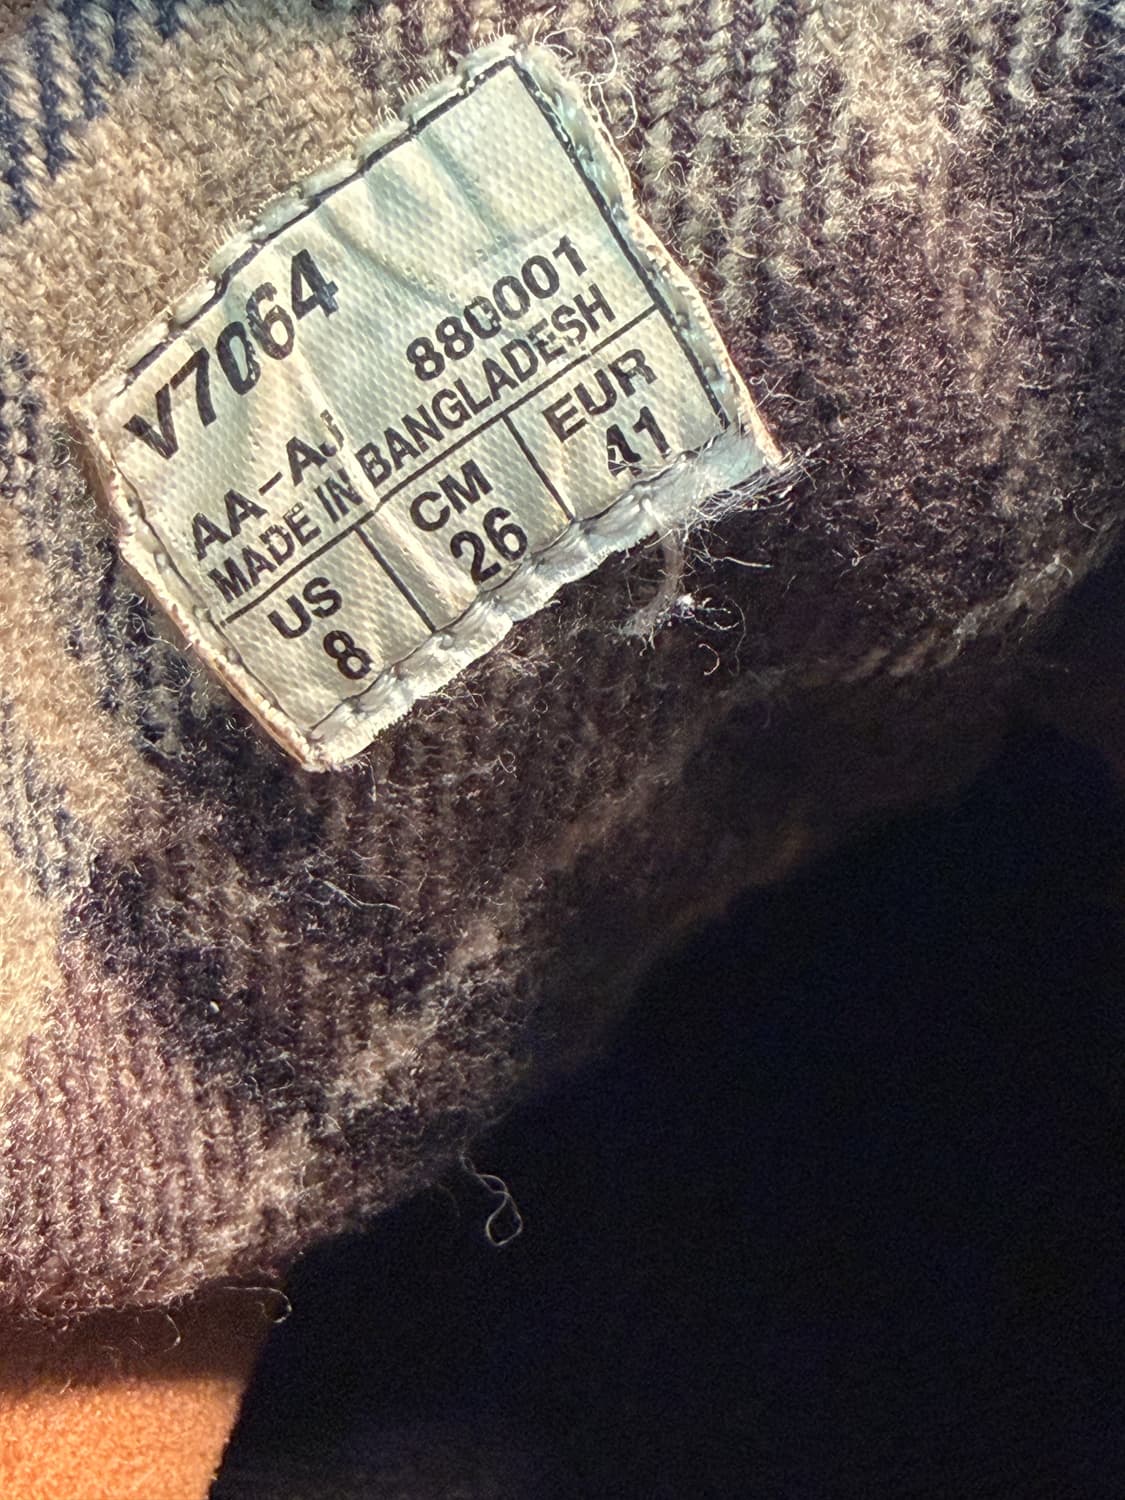 V7064
880001
AA-AJ
MADE IN BANGLADESH
US CM EUR
8 26 41